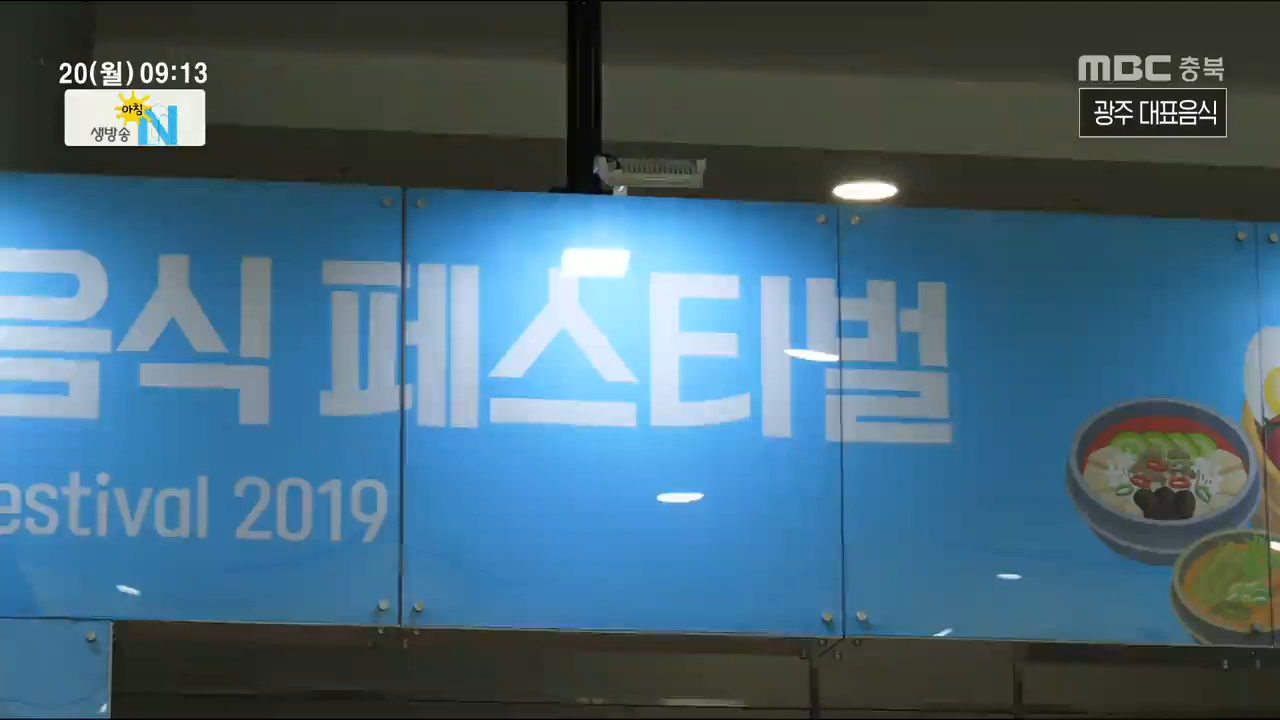 20(월) 09:13
아침
생방송 N
MBC 충북
광주 대표음식
음식 페스티벌
estival 2019